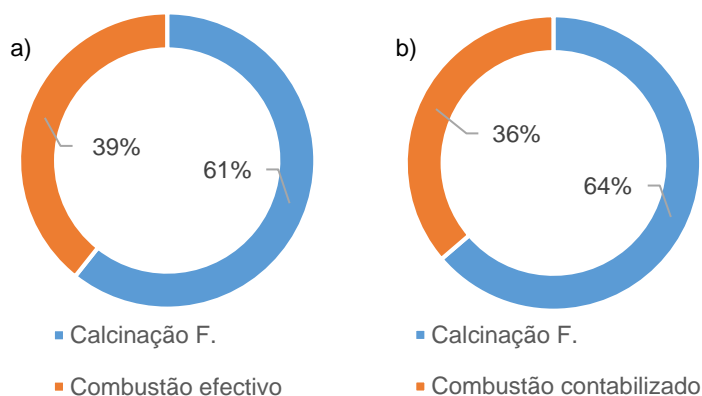 a)
39%
61%
Calcinação F.
Combustão efectivo
b)
36%
64%
Calcinação F.
Combustão contabilizado